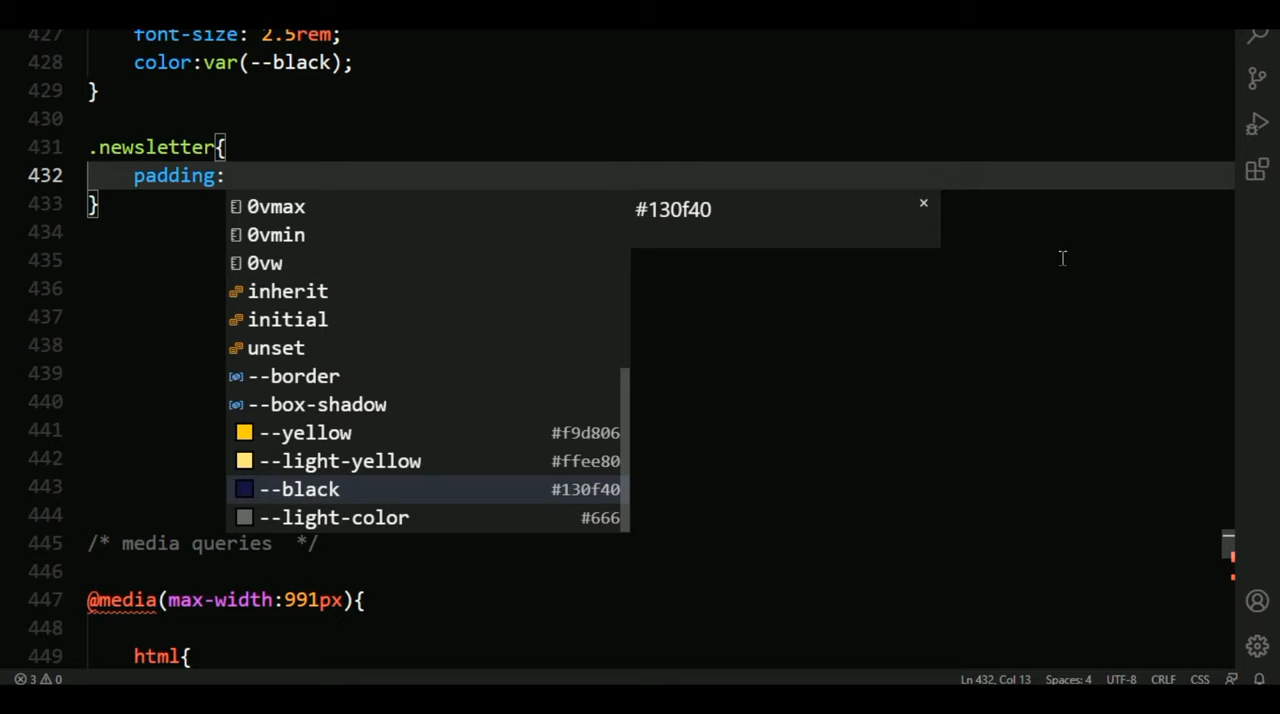 427 font-size: 2.5rem;
428 color:var(--black);
429 }
430
431 .newsletter{
432 padding:
433 }
0vmax #130f40 ×
434 0vmin
435 0vw
436 inherit
437 initial
438 unset
439 --border
440 --box-shadow
441 --yellow #f9d806
442 --light-yellow #ffee80
443 --black #130f40
444 --light-color #666
445 /* media queries */
446
447 @media(max-width:991px){
448
449 html{
3 0 Ln 432, Col 13 Spaces: 4 UTF-8 CRLF CSS